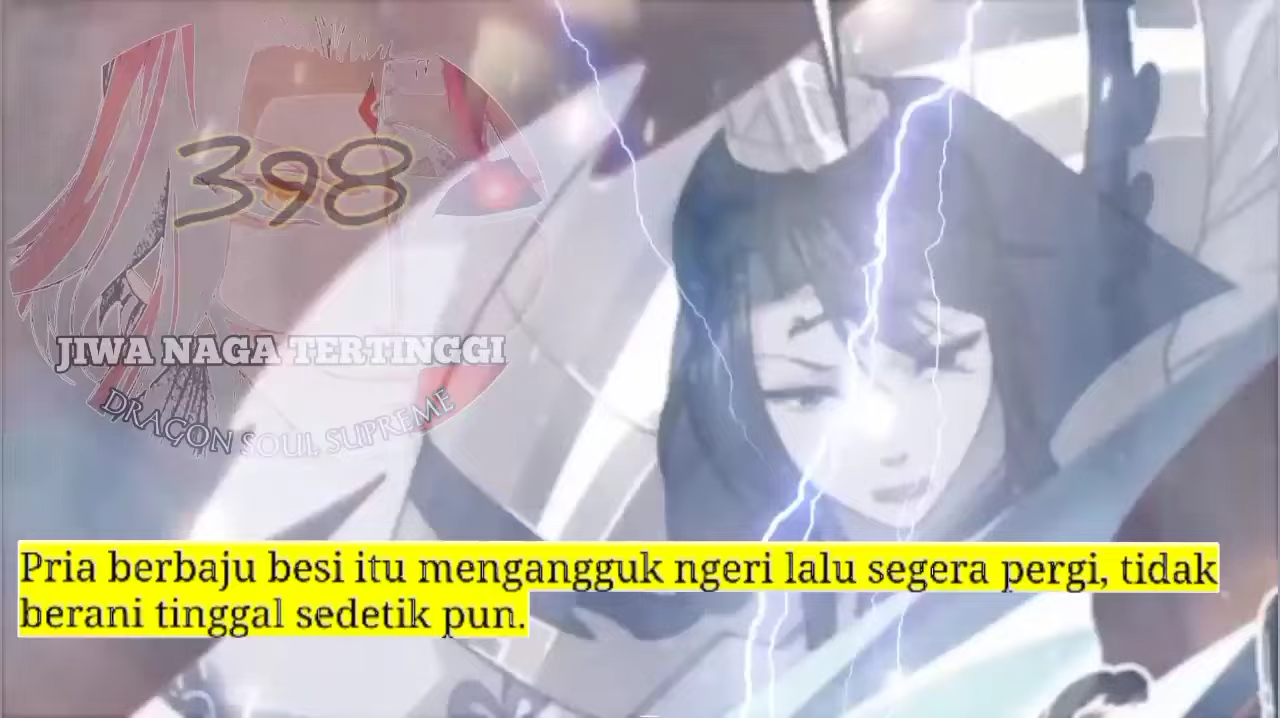 398
JIWA NAGA TERTINGGI
DRAGON SOUL SUPREME
Pria berbaju besi itu mengangguk ngeri lalu segera pergi, tidak
berani tinggal sedetik pun.